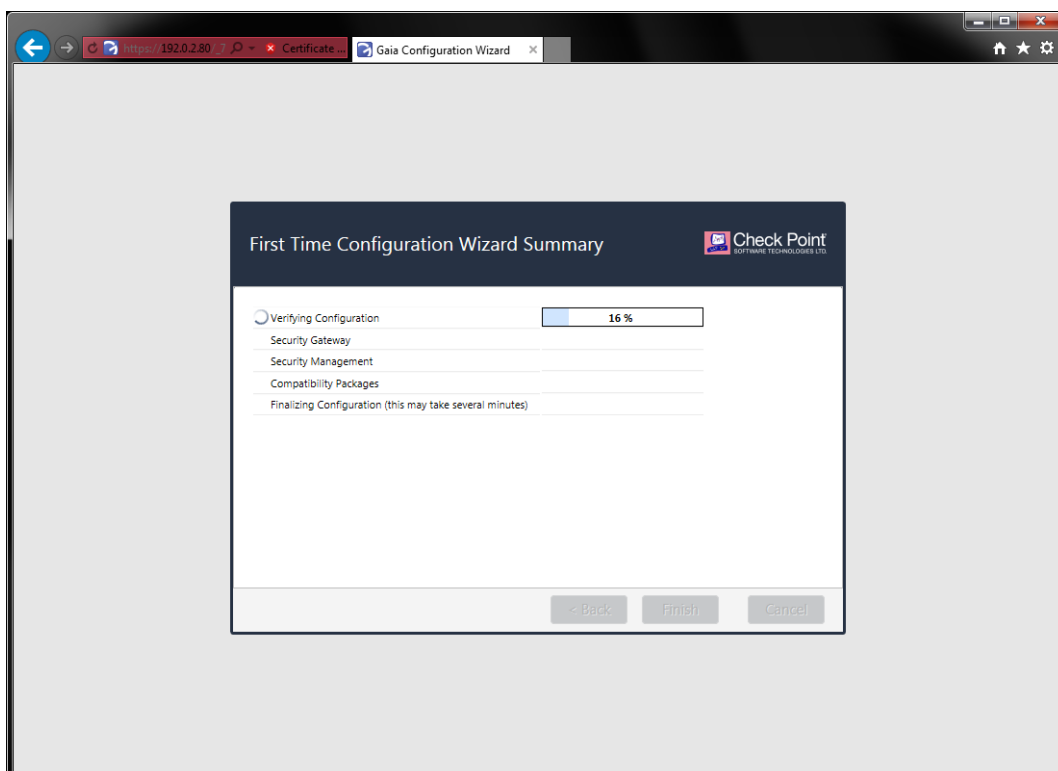 https://192.0.2.80/_? Certificate ... Gaia Configuration Wizard
First Time Configuration Wizard Summary
Check Point
SOFTWARE TECHNOLOGIES LTD.
Verifying Configuration 16 %
Security Gateway
Security Management
Compatibility Packages
Finalizing Configuration (this may take several minutes)
< Back Finish Cancel